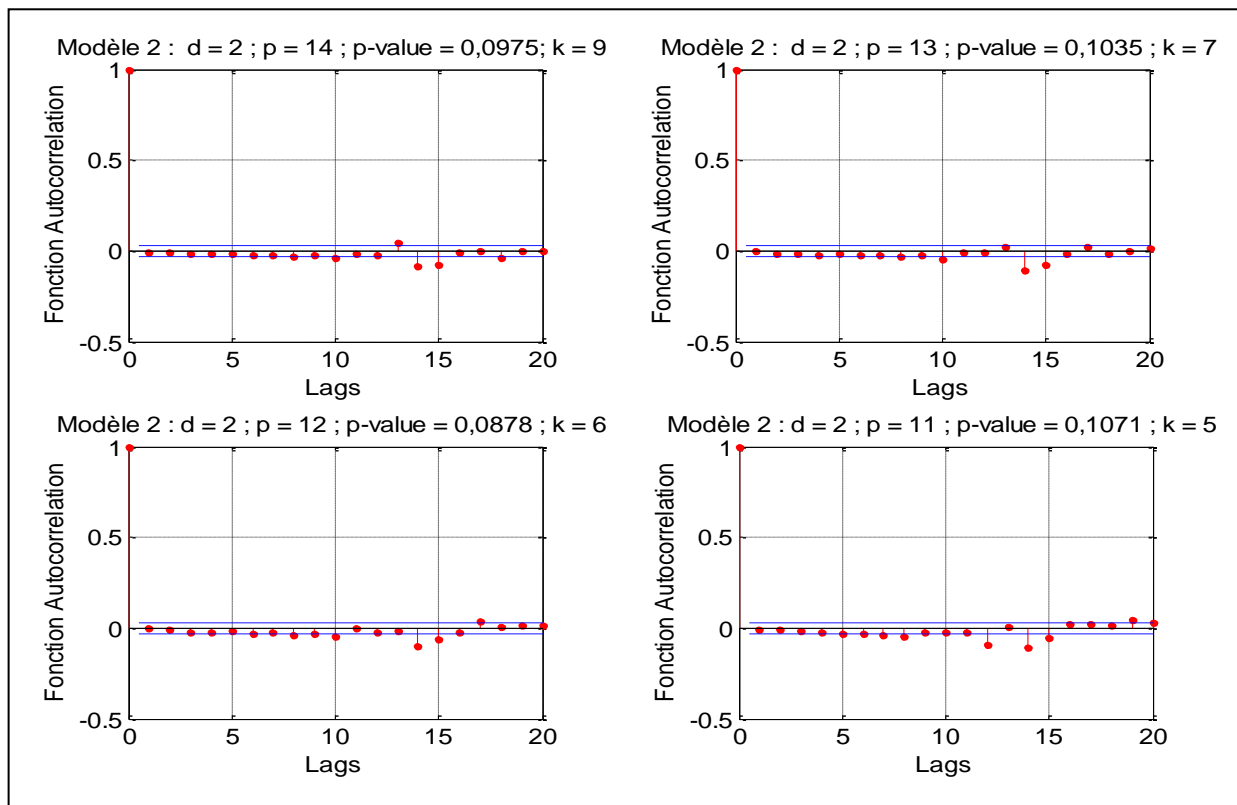 Modèle 2 : d = 2 ; p = 14 ; p-value = 0,0975; k = 9
1
0.5
0
-0.5
Fonction Autocorrelation
0 5 10 15 20
Lags
Modèle 2 : d = 2 ; p = 13 ; p-value = 0,1035 ; k = 7
1
0.5
0
-0.5
Fonction Autocorrelation
0 5 10 15 20
Lags
Modèle 2 : d = 2 ; p = 12 ; p-value = 0,0878 ; k = 6
1
0.5
0
-0.5
Fonction Autocorrelation
0 5 10 15 20
Lags
Modèle 2 : d = 2 ; p = 11 ; p-value = 0,1071 ; k = 5
1
0.5
0
-0.5
Fonction Autocorrelation
0 5 10 15 20
Lags